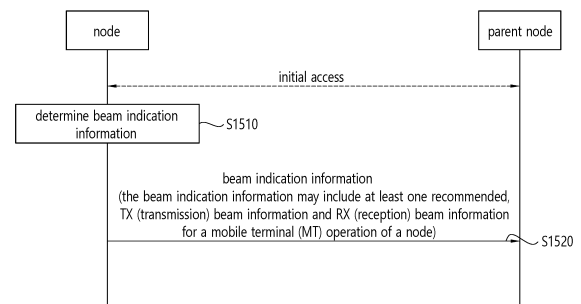 node
parent node
initial access
determine beam indication
information
S1510
beam indication information
(the beam indication information may include at least one recommended,
TX (transmission) beam information and RX (reception) beam information
for a mobile terminal (MT) operation of a node)
S1520